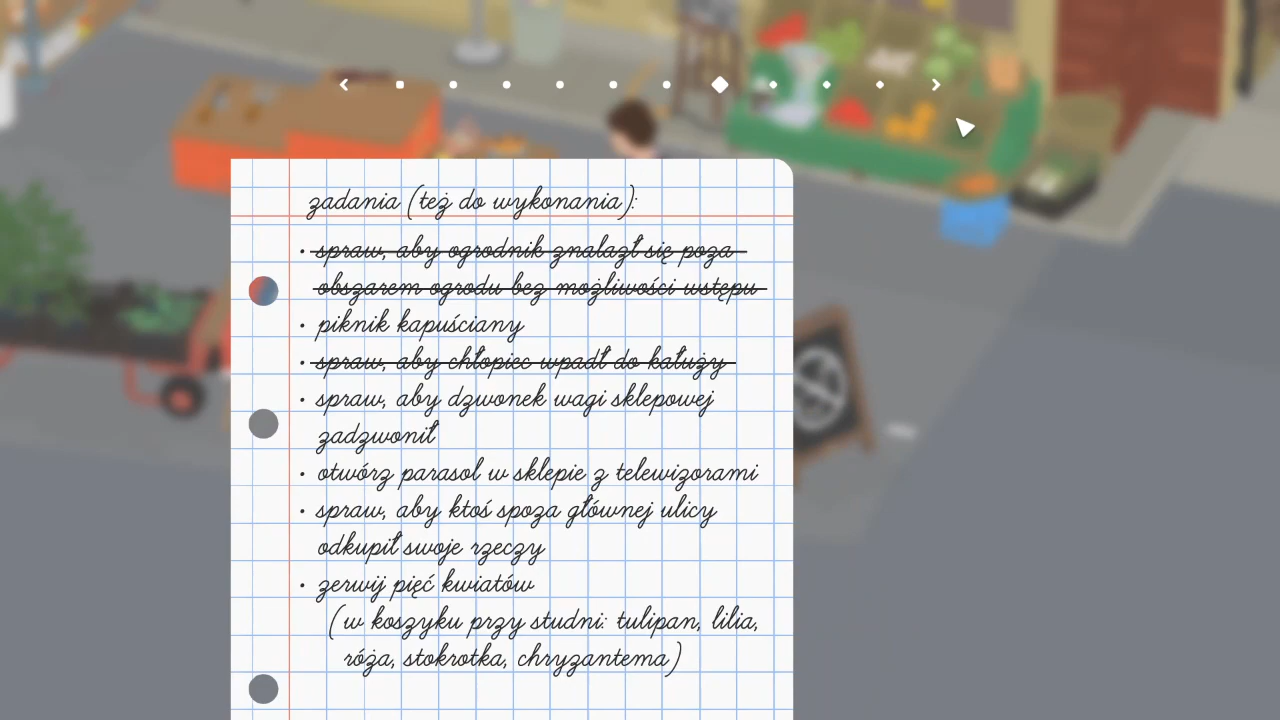 zadania (też do wykonania):
• spraw, aby ogrodnik znalazł się poza
obszarem ogrodu bez możliwości wstępu
• piknik kapuściany
• spraw, aby chłopiec wpadł do kałuży
• spraw, aby dzwonek wagi sklepowej
zadzwonił
• otwórz parasol w sklepie z telewizorami
• spraw, aby ktoś spoza głównej ulicy
odkupił swoje rzeczy
• zerwij pięć kwiatów
(w koszyku przy studni: tulipan, lilia,
róża, stokrotka, chryzantema)